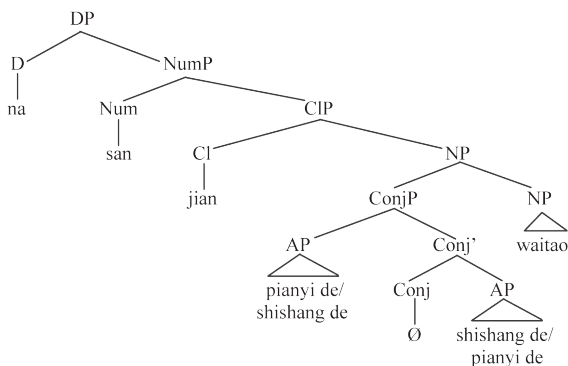 DP
D NumP
na Num ClP
san Cl NP
jian ConjP NP
AP Conj’ waitao
pianyi de/ Conj AP
shishang de Ø shishang de/
pianyi de